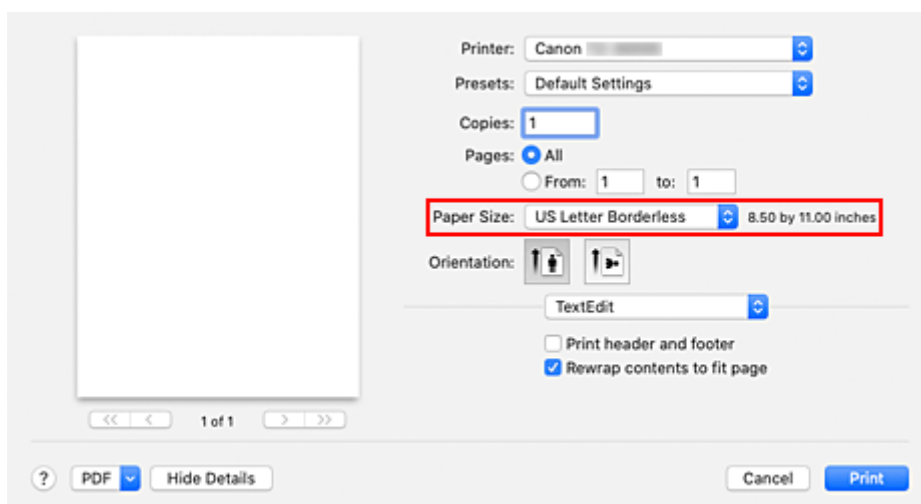 Printer: Canon
Presets: Default Settings
Copies: 1
Pages: All
From: 1 to: 1
Paper Size: US Letter Borderless 8.50 by 11.00 inches
Orientation:
TextEdit
Print header and footer
Rewrap contents to fit page
<< < 1 of 1 > >>
? PDF Hide Details Cancel Print